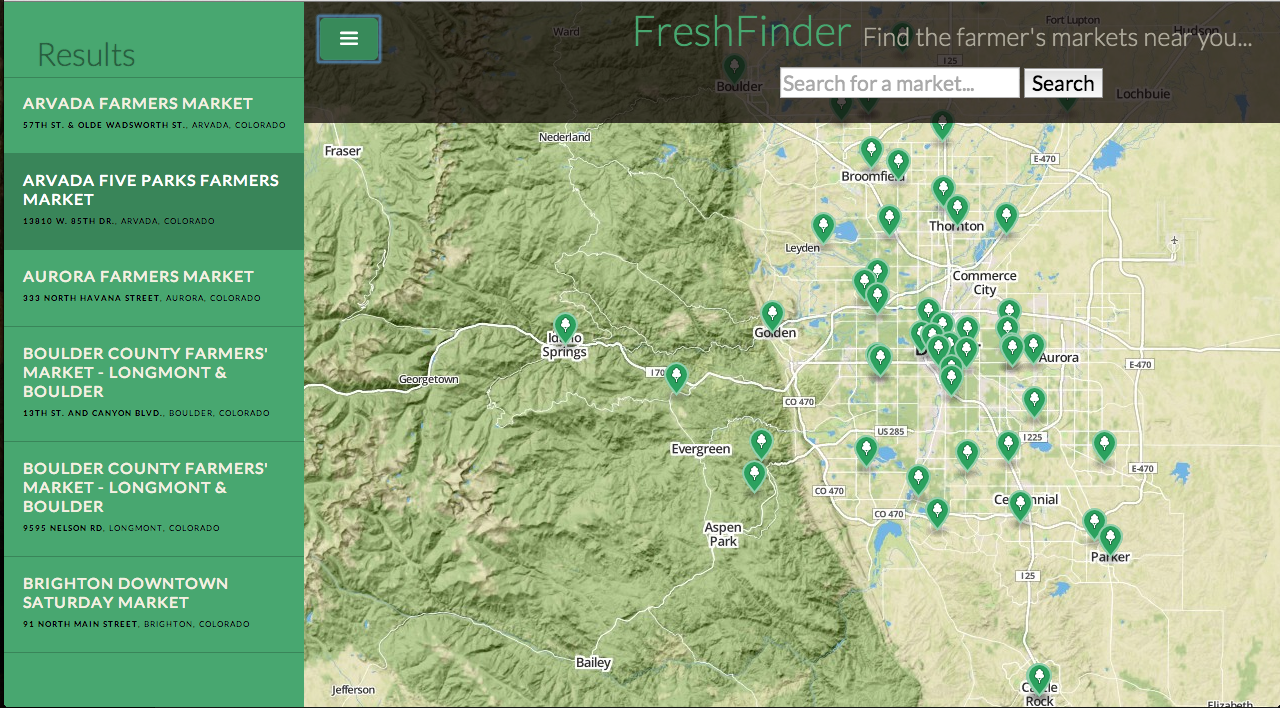 Results
ARVADA FARMERS MARKET
57TH ST. & OLDE WADSWORTH ST., ARVADA, COLORADO
ARVADA FIVE PARKS FARMERS
MARKET
13810 W. 85TH DR., ARVADA, COLORADO
AURORA FARMERS MARKET
333 NORTH HAVANA STREET, AURORA, COLORADO
BOULDER COUNTY FARMERS'
MARKET - LONGMONT &
BOULDER
13TH ST. AND CANYON BLVD., BOULDER, COLORADO
BOULDER COUNTY FARMERS'
MARKET - LONGMONT &
BOULDER
9595 NELSON RD, LONGMONT, COLORADO
BRIGHTON DOWNTOWN
SATURDAY MARKET
91 NORTH MAIN STREET, BRIGHTON, COLORADO
FreshFinder Find the farmer's markets near you...
Search for a market... Search
Ward
Fort Lupton
Hudson
I 25
Boulder
Lochbuie
Nederland
Fraser
E-470
Broomfield
Thornton
Leyden
Commerce
City
Golden
Idaho
Springs
Aurora
E-470
I 70
Georgetown
CO 470
US 285
I 225
Evergreen
E-470
CO 470
Centennial
CO 470
Aspen
Park
Parker
I 25
Bailey
Jefferson
Castle
Rock
Elizabeth